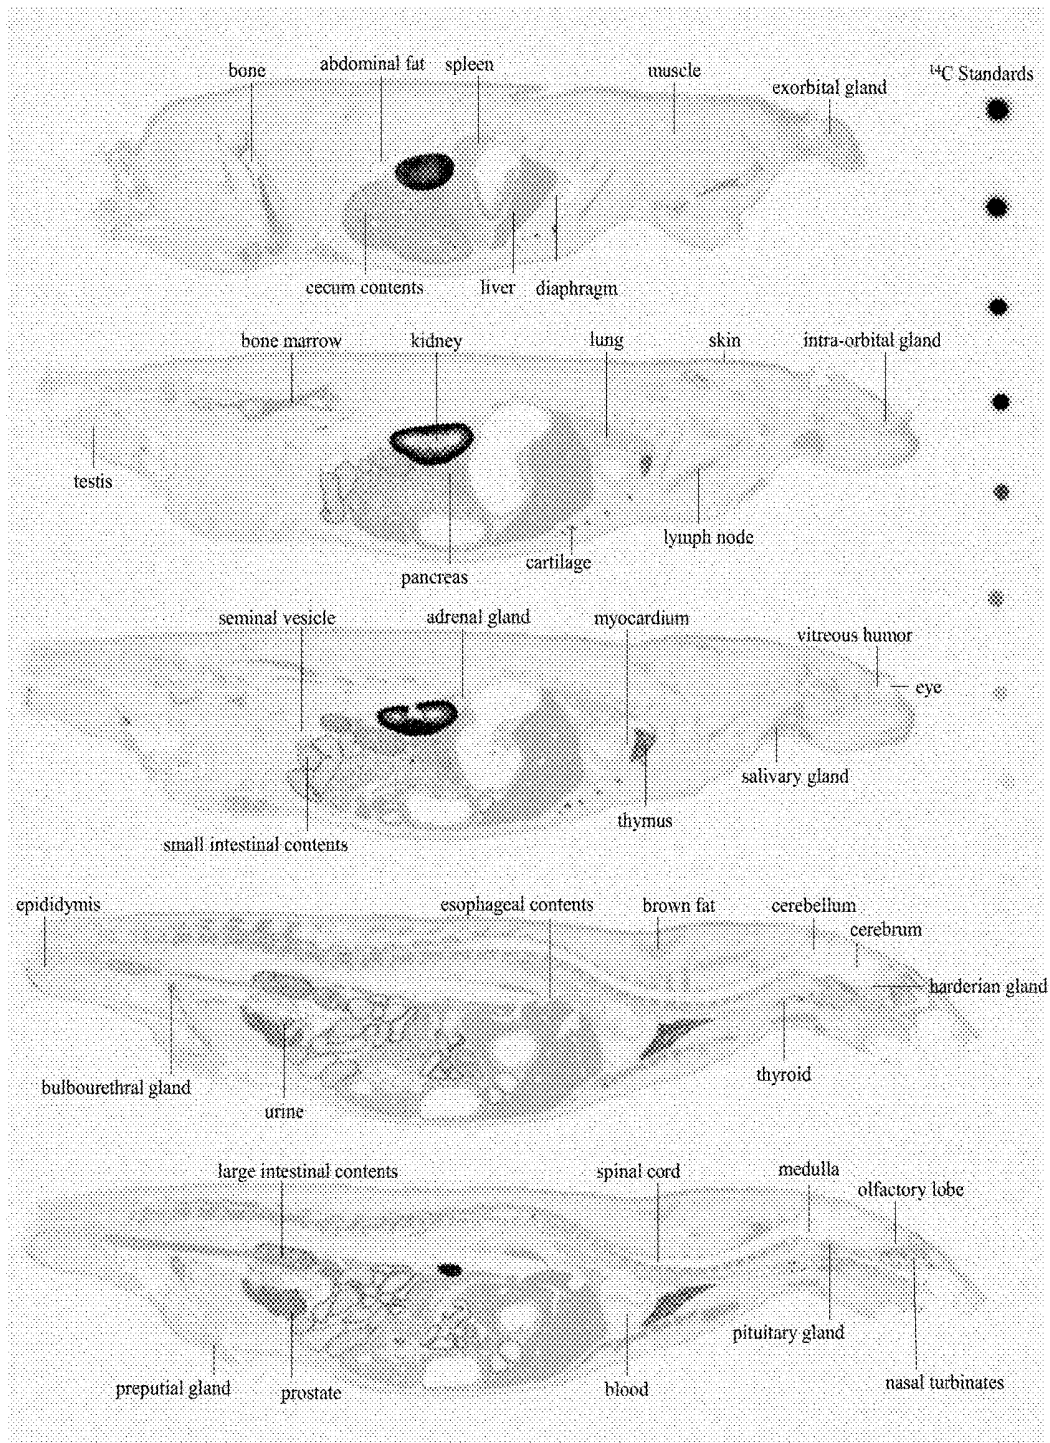 bone
abdominal fat
spleen
muscle
exorbital gland
¹⁴C Standards
cecum contents
liver
diaphragm
bone marrow
kidney
lung
skin
intra-orbital gland
testis
pancreas
cartilage
lymph node
seminal vesicle
adrenal gland
myocardium
vitreous humor
eye
salivary gland
thymus
small intestinal contents
epididymis
esophageal contents
brown fat
cerebellum
cerebrum
harderian gland
thyroid
bulbourethral gland
urine
large intestinal contents
spinal cord
medulla
olfactory lobe
pituitary gland
preputial gland
prostate
blood
nasal turbinates